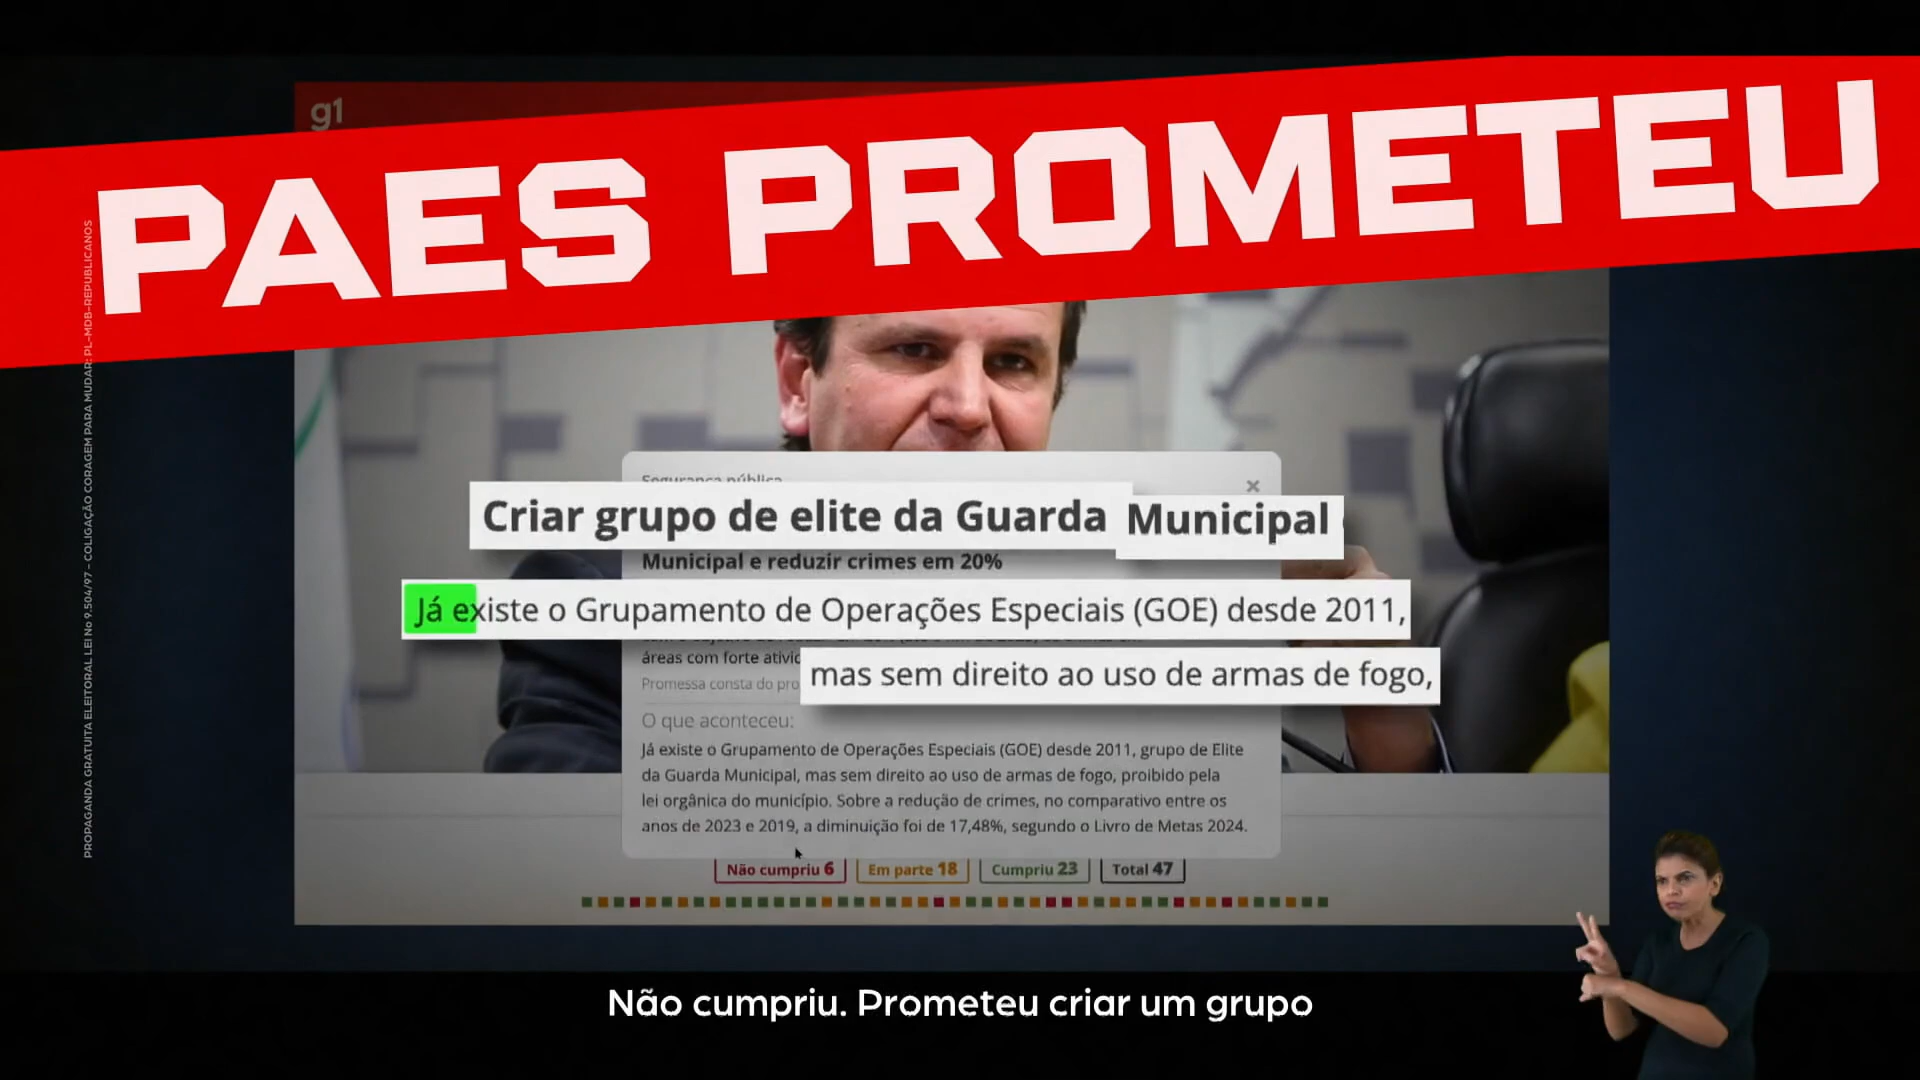 g1
PAES PROMETEU
PROPAGANDA GRATUITA ELEITORAL LEI No 9.504/97 - COLIGAÇÃO CORAGEM PARA MUDAR: PL-MDB-REPUBLICANOS
Segurança pública
×
Criar grupo de elite da Guarda Municipal
Municipal e reduzir crimes em 20%
Já existe o Grupamento de Operações Especiais (GOE) desde 2011,
áreas com forte
mas sem direito ao uso de armas de fogo,
Promessa consta do
O que aconteceu:
Já existe o Grupamento de Operações Especiais (GOE) desde 2011, grupo de Elite
da Guarda Municipal, mas sem direito ao uso de armas de fogo, proibido pela
lei orgânica do município. Sobre a redução de crimes, no comparativo entre os
anos de 2023 e 2019, a diminuição foi de 17,48%, segundo o Livro de Metas 2024.
Não cumpriu 6 Em parte 18 Cumpriu 23 Total 47
Não cumpriu. Prometeu criar um grupo